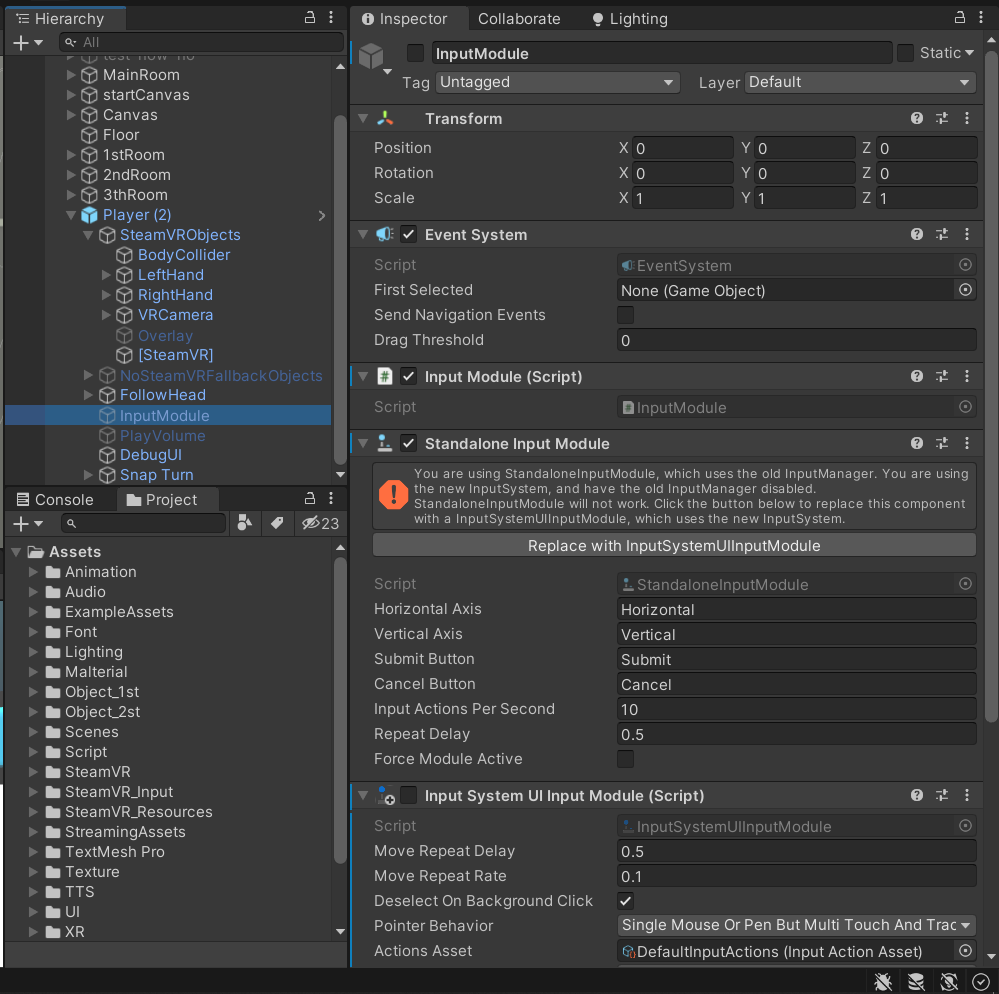 Hierarchy
All
MainRoom
startCanvas
Canvas
Floor
1stRoom
2ndRoom
3thRoom
Player (2)
SteamVRObjects
BodyCollider
LeftHand
RightHand
VRCamera
Overlay
[SteamVR]
NoSteamVRFallbackObjects
FollowHead
InputModule
PlayVolume
DebugUI
Snap Turn
Console Project
23
Assets
Animation
Audio
ExampleAssets
Font
Lighting
Malterial
Object_1st
Object_2st
Scenes
Script
SteamVR
SteamVR_Input
SteamVR_Resources
StreamingAssets
TextMesh Pro
Texture
TTS
UI
XR
Inspector Collaborate Lighting
InputModule Static
Tag Untagged Layer Default
Transform
Position X 0 Y 0 Z 0
Rotation X 0 Y 0 Z 0
Scale X 1 Y 1 Z 1
Event System
Script EventSystem
First Selected None (Game Object)
Send Navigation Events
Drag Threshold 0
# Input Module (Script)
Script InputModule
Standalone Input Module
You are using StandaloneInputModule, which uses the old InputManager. You are using
the new InputSystem, and have the old InputManager disabled.
StandaloneInputModule will not work. Click the button below to replace this component
with a InputSystemUIInputModule, which uses the new InputSystem.
Replace with InputSystemUIInputModule
Script StandaloneInputModule
Horizontal Axis Horizontal
Vertical Axis Vertical
Submit Button Submit
Cancel Button Cancel
Input Actions Per Second 10
Repeat Delay 0.5
Force Module Active
Input System UI Input Module (Script)
Script InputSystemUIInputModule
Move Repeat Delay 0.5
Move Repeat Rate 0.1
Deselect On Background Click
Pointer Behavior Single Mouse Or Pen But Multi Touch And Trac
Actions Asset DefaultInputActions (Input Action Asset)